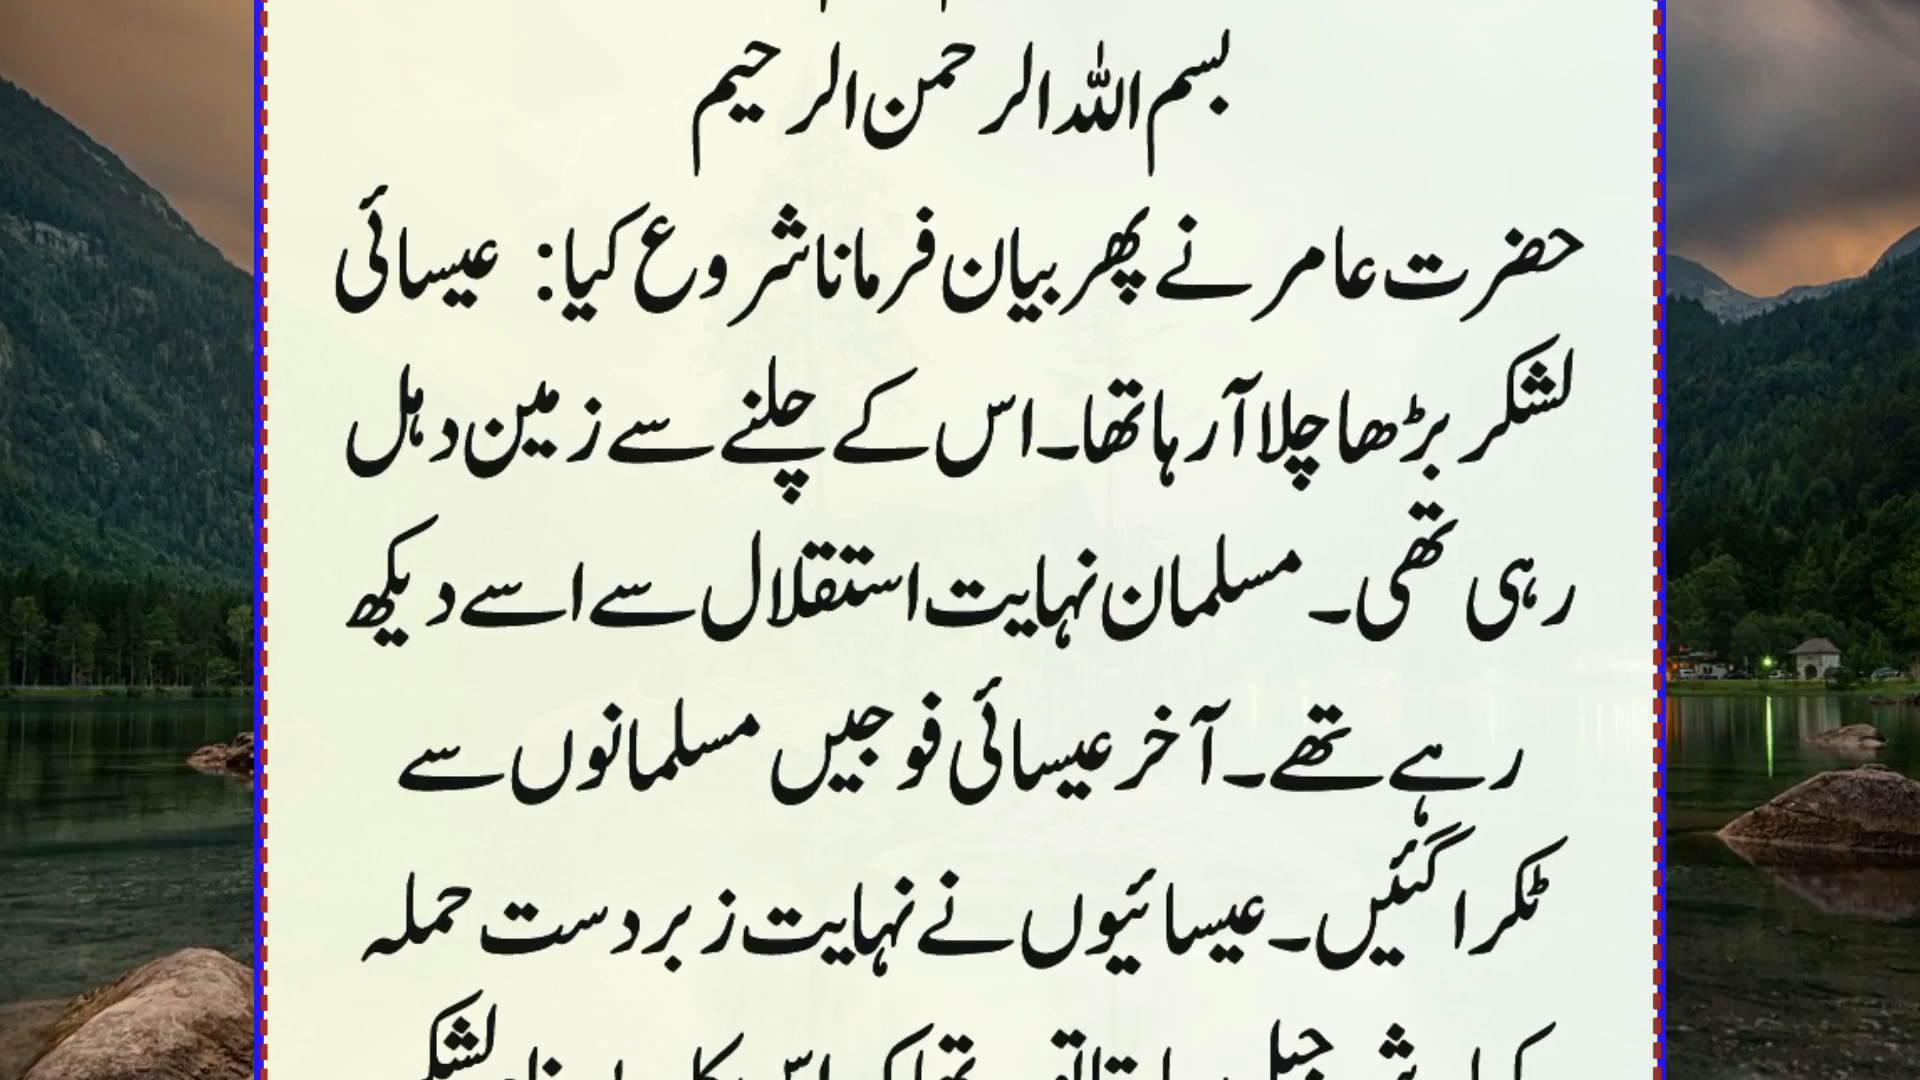 بسم اللہ الرحمن الرحیم
حضرت عامر نے پھر بیان فرمانا شروع کیا: عیسائی
لشکر بڑھا چلا آ رہا تھا۔ اس کے چلنے سے زمین دہل
رہی تھی۔ مسلمان نہایت استقلال سے اسے دیکھ
رہے تھے۔ آخر عیسائی فوجیں مسلمانوں سے
ٹکرا گئیں۔ عیسائیوں نے نہایت زبردست حملہ